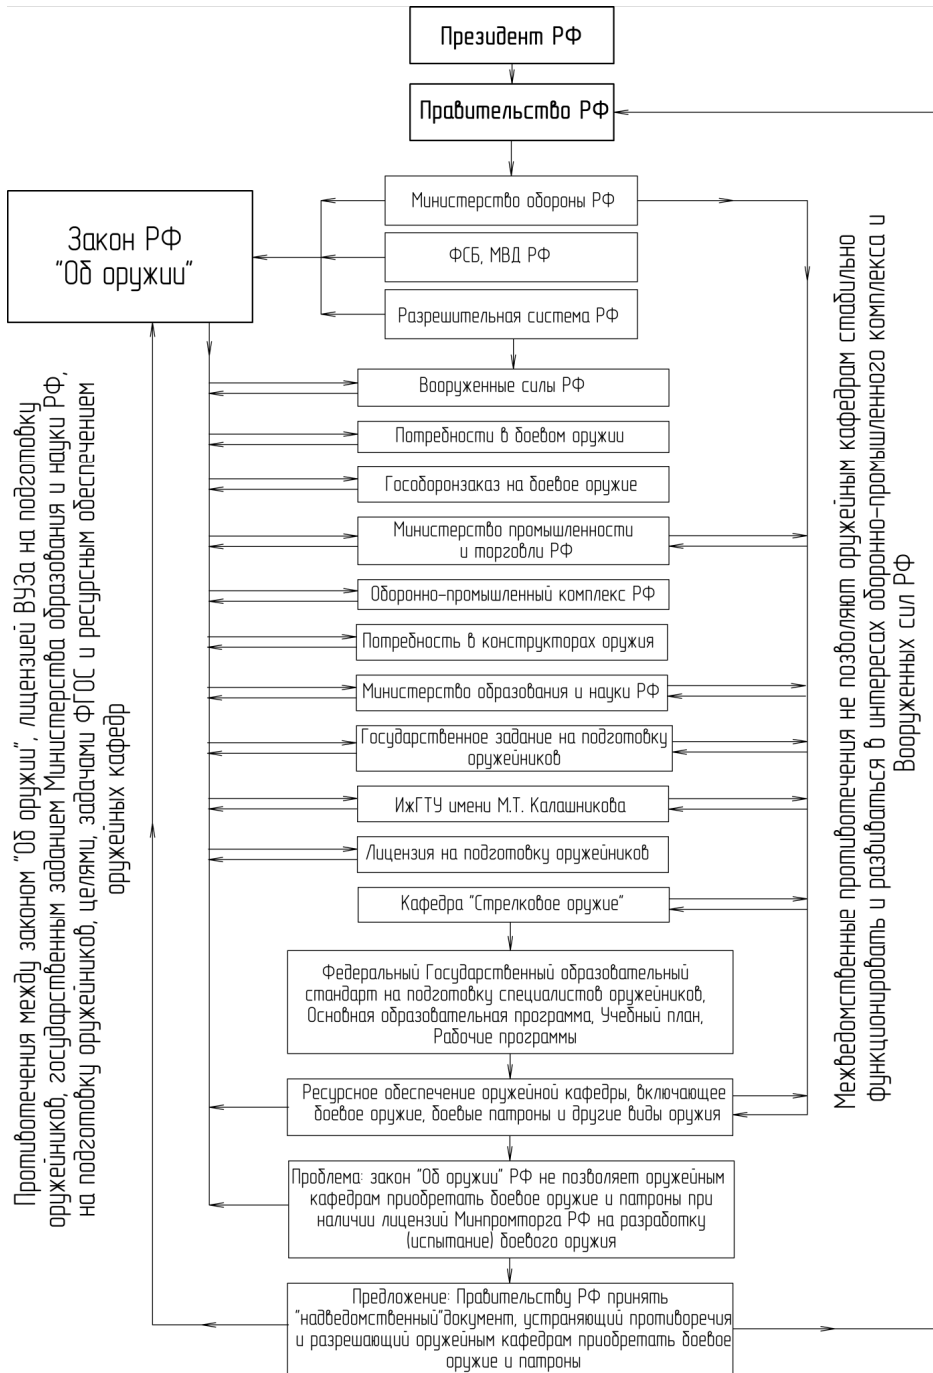 Президент РФ
Правительство РФ
Министерство обороны РФ
Закон РФ
"Об оружии"
ФСБ, МВД РФ
Разрешительная система РФ
Вооруженные силы РФ
Потребности в боевом оружии
Гособоронзаказ на боевое оружие
Министерство промышленности
и торговли РФ
Оборонно-промышленный комплекс РФ
Потребность в конструкторах оружия
Министерство образования и науки РФ
Государственное задание на подготовку
оружейников
ИжГТУ имени М.Т. Калашникова
Лицензия на подготовку оружейников
Кафедра "Стрелковое оружие"
Федеральный Государственный образовательный
стандарт на подготовку специалистов оружейников,
Основная образовательная программа, Учебный план,
Рабочие программы
Ресурсное обеспечение оружейной кафедры, включающее
боевое оружие, боевые патроны и другие виды оружия
Проблема: закон "Об оружии" РФ не позволяет оружейным
кафедрам приобретать боевое оружие и патроны при
наличии лицензий Минпромторга РФ на разработку
(испытание) боевого оружия
Предложение: Правительству РФ принять
"надведомственный"документ, устраняющий противоречия
и разрешающий оружейным кафедрам приобретать боевое
оружие и патроны
Противотечения между законом "Об оружии", лицензией ВУЗа на подготовку
оружейников, государственным заданием Министерства образования и науки РФ,
на подготовку оружейников, целями, задачами ФГОС и ресурсным обеспечением
оружейных кафедр
Межведомственные противотечения не позволяют оружейным кафедрам стабильно
функционировать и развиваться в интересах оборонно-промышленного комплекса и
Вооруженных сил РФ